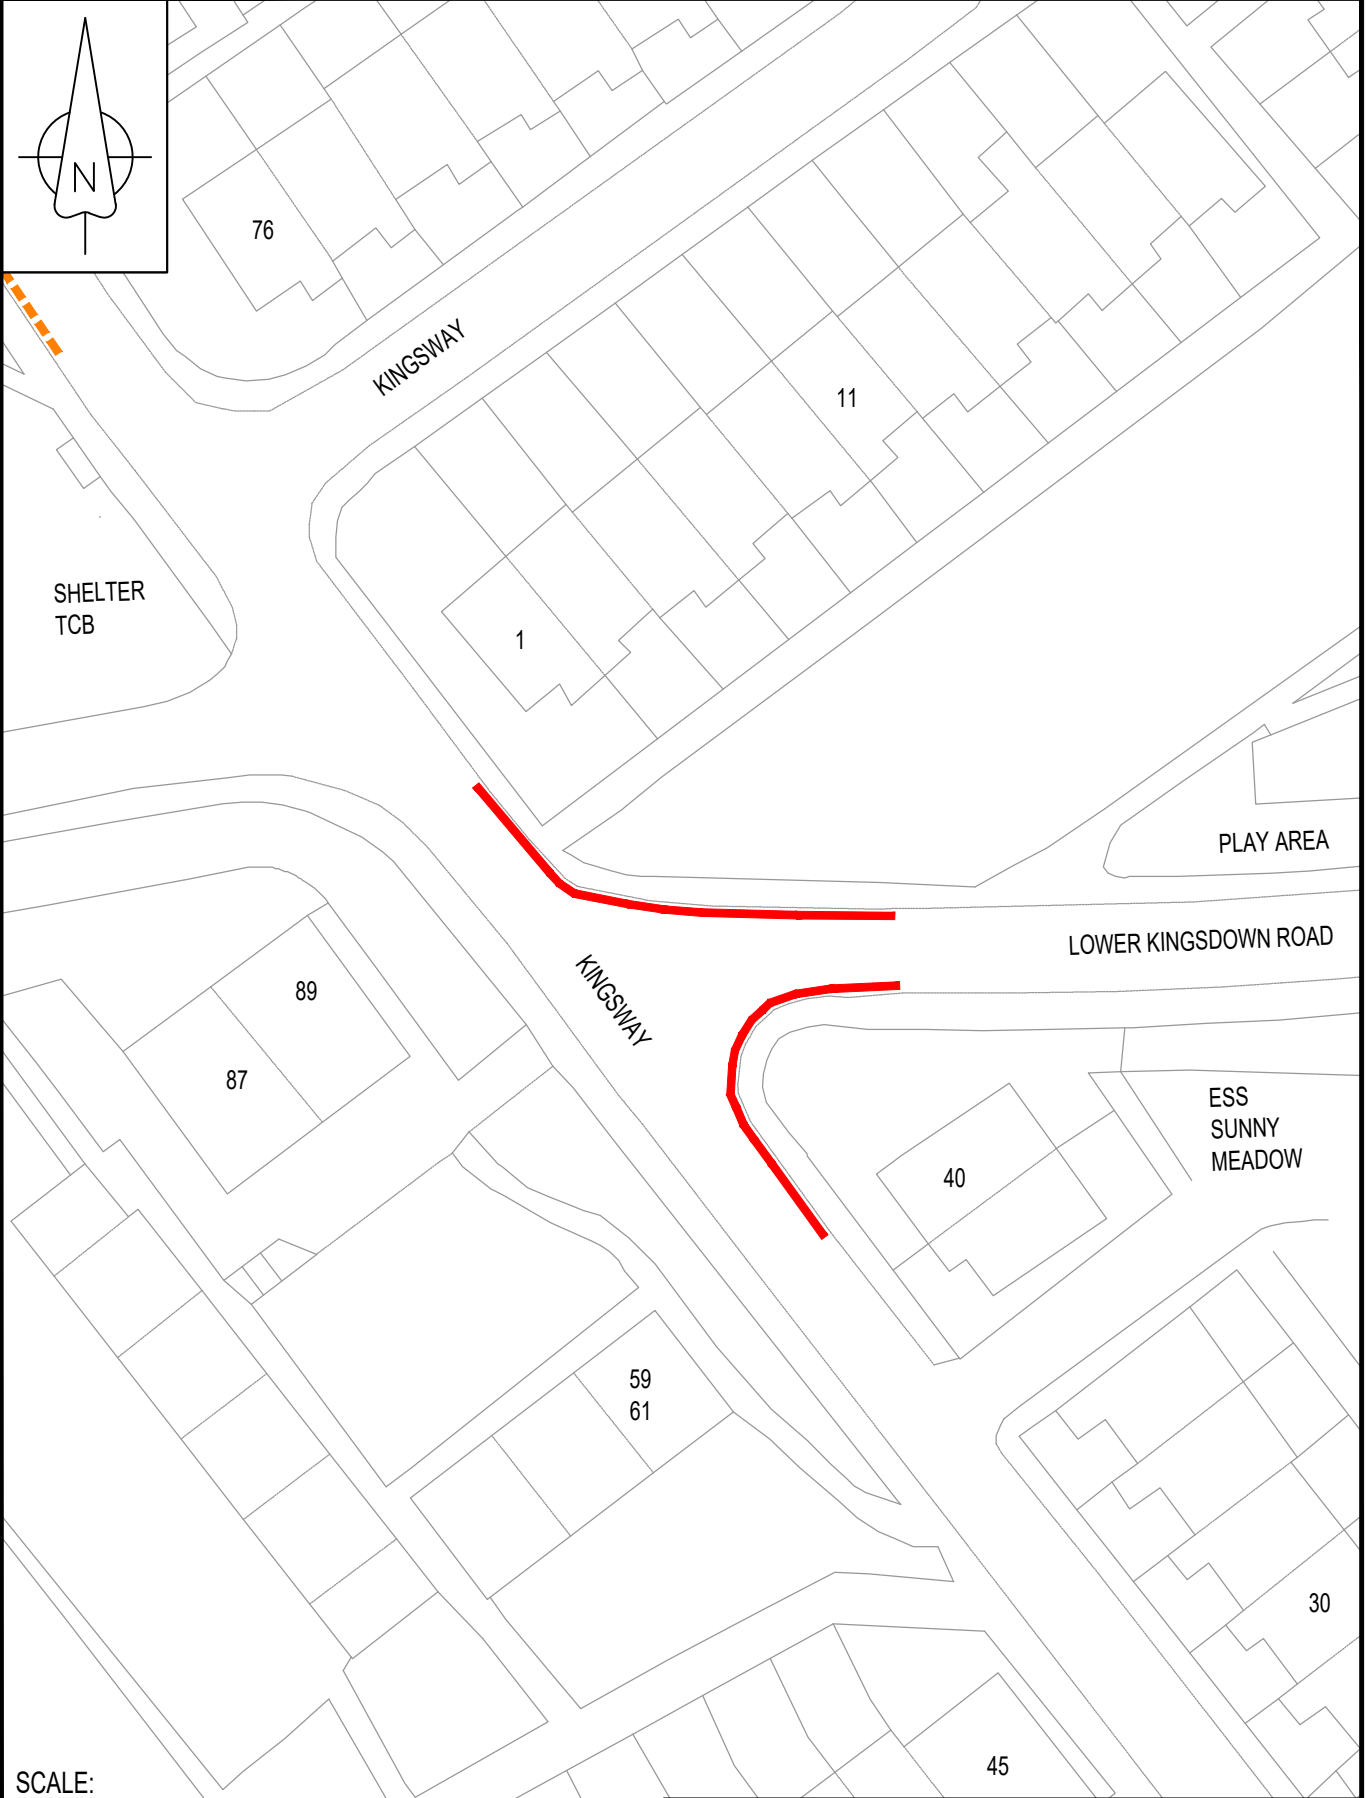 N
76
KINGSWAY
11
SHELTER
TCB
1
PLAY AREA
LOWER KINGSDOWN ROAD
KINGSWAY
89
87
ESS
SUNNY
MEADOW
40
59
61
30
45
SCALE: